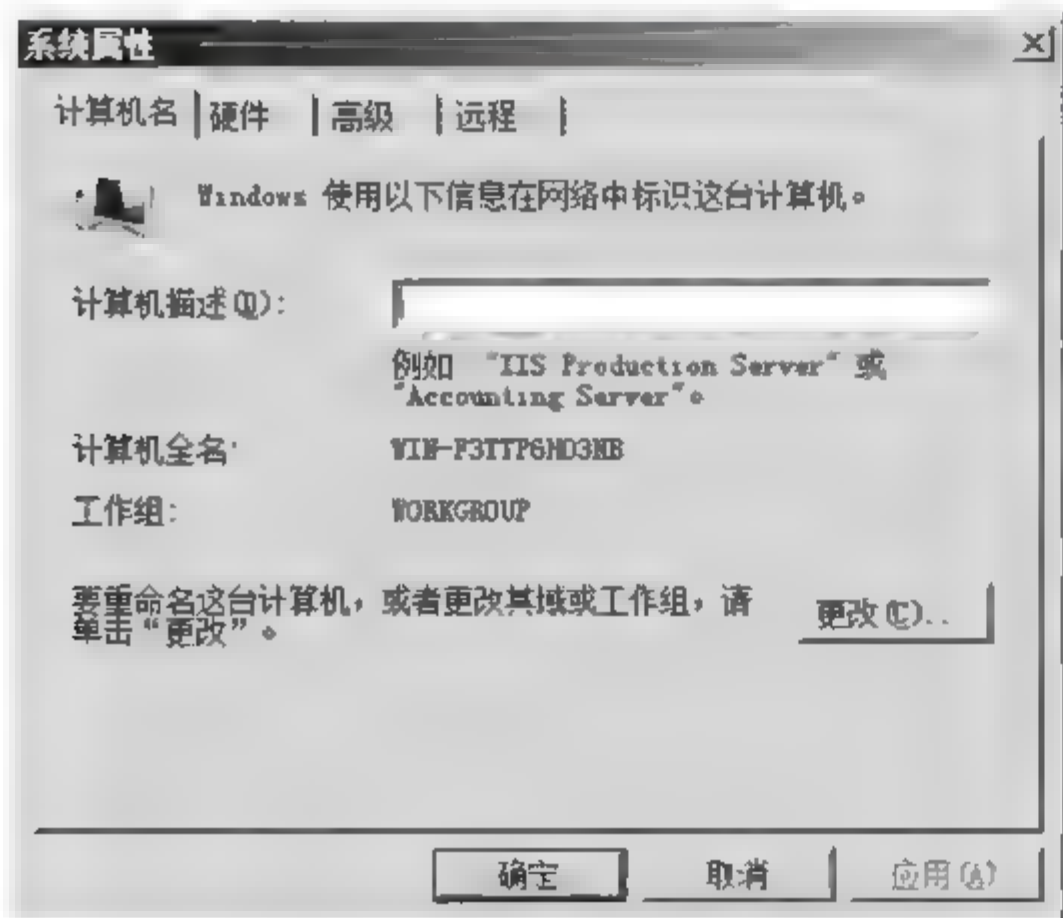 系统属性
计算机名 硬件 高级 远程
Windows 使用以下信息在网络中标识这台计算机。
计算机描述(D):
例如 "IIS Production Server" 或
"Accounting Server"。
计算机全名:
工作组: WORKGROUP
要重命名这台计算机，或者更改其域或工作组，请
单击“更改”。
更改(C)..
确定 取消 应用(A)